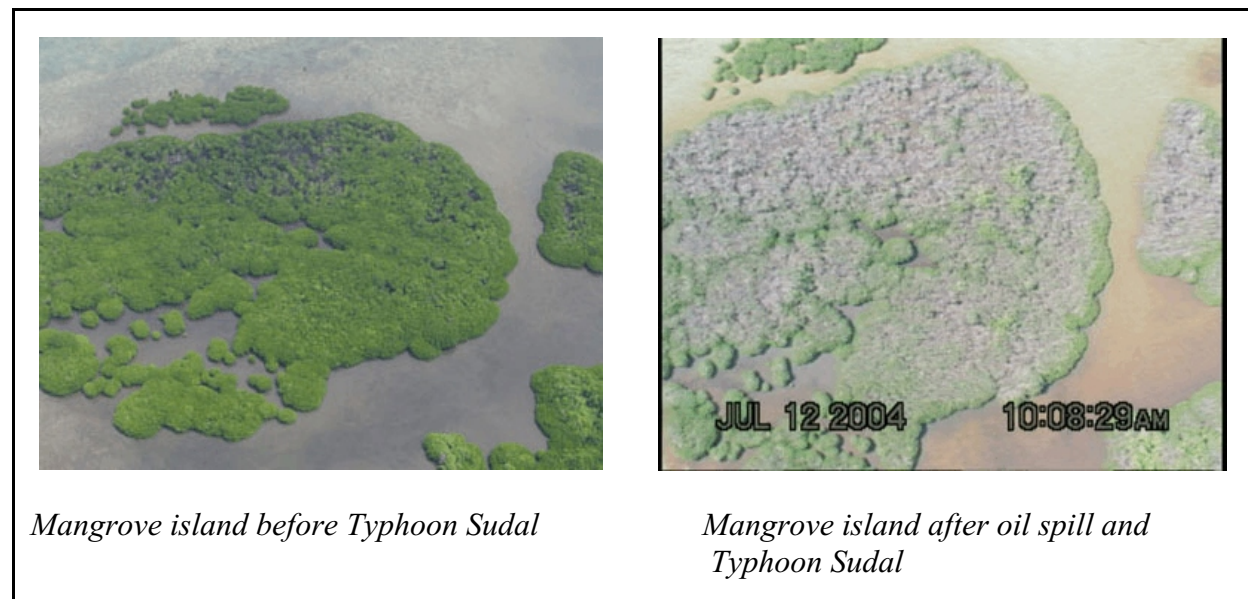 JUL 12 2004 10:08:29AM
Mangrove island before Typhoon Sudal
Mangrove island after oil spill and
Typhoon Sudal